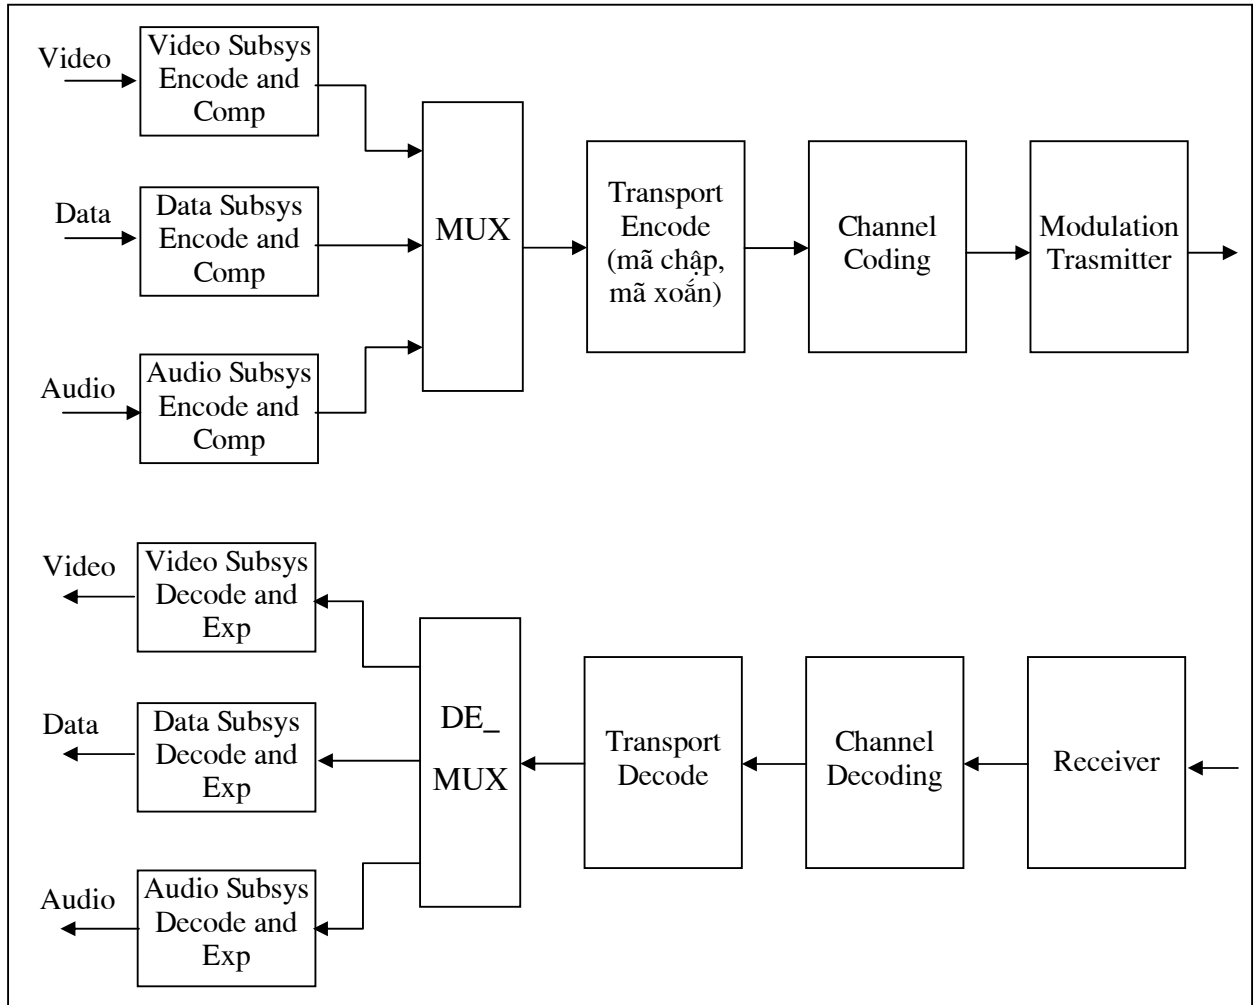 Video
Video Subsys
Encode and
Comp
Data
Data Subsys
Encode and
Comp
Audio
Audio Subsys
Encode and
Comp
MUX
Transport
Encode
(mã chập,
mã xoắn)
Channel
Coding
Modulation
Trasmitter
Video
Video Subsys
Decode and
Exp
Data
Data Subsys
Decode and
Exp
Audio
Audio Subsys
Decode and
Exp
DE_
MUX
Transport
Decode
Channel
Decoding
Receiver